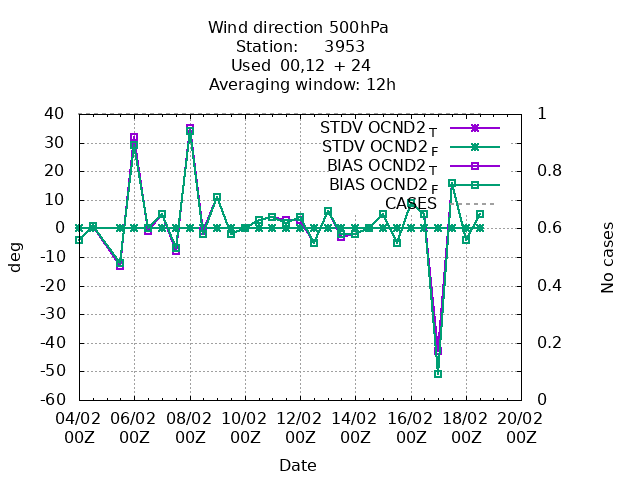 Wind direction 500hPa
Station:     3953
Used  00,12  + 24
Averaging window: 12h
40
30
20
10
0
-10
-20
-30
-40
-50
-60
deg
STDV OCND2 T
STDV OCND2 F
BIAS OCND2 T
BIAS OCND2 F
CASES
1
0.8
0.6
0.4
0.2
0
No cases
04/02 06/02 08/02 10/02 12/02 14/02 16/02 18/02 20/02
00Z 00Z 00Z 00Z 00Z 00Z 00Z 00Z 00Z
Date